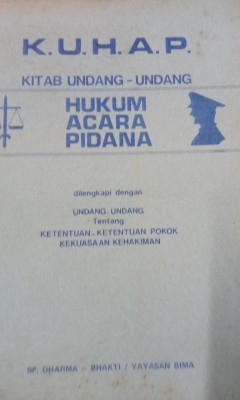 K.U.H.A.P.
KITAB UNDANG-UNDANG
HUKUM
ACARA
PIDANA
dilengkapi dengan
UNDANG-UNDANG
Tentang
KETENTUAN-KETENTUAN POKOK
KEKUASAAN KEHAKIMAN
BP. DHARMA - BHAKTI / YAYASAN BIMA